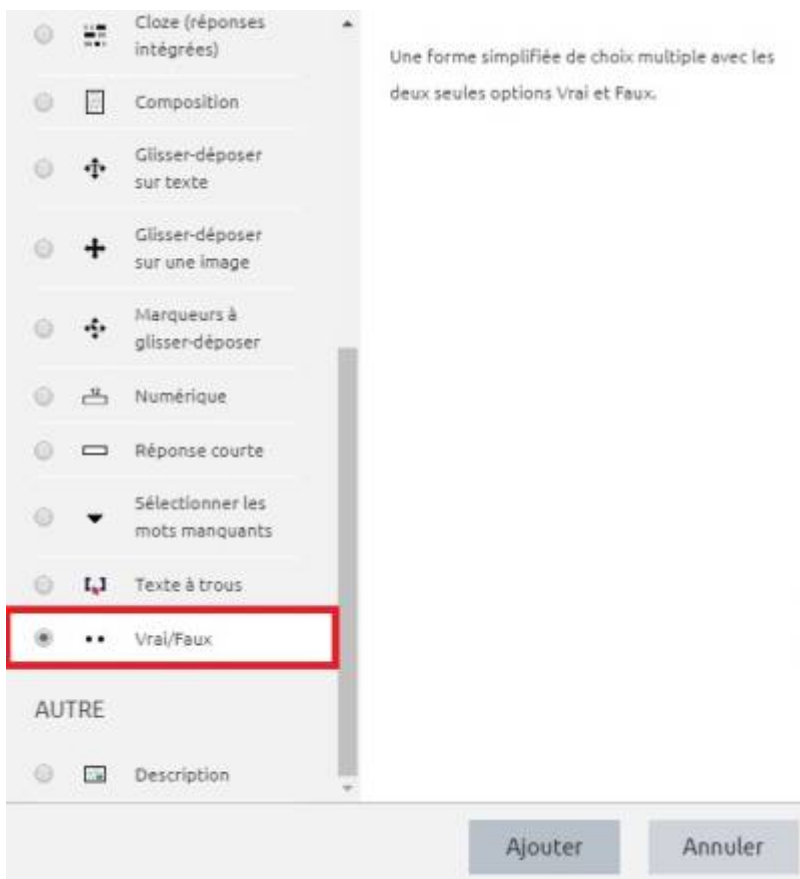 Cloze (réponses
intégrées)
Composition
Glisser-déposer
sur texte
Glisser-déposer
sur une image
Marqueurs à
glisser-déposer
12
Numérique
Réponse courte
Sélectionner les
mots manquants
Texte à trous
Vrai/Faux
AUTRE
Description
Une forme simplifiée de choix multiple avec les
deux seules options Vrai et Faux.
Ajouter
Annuler